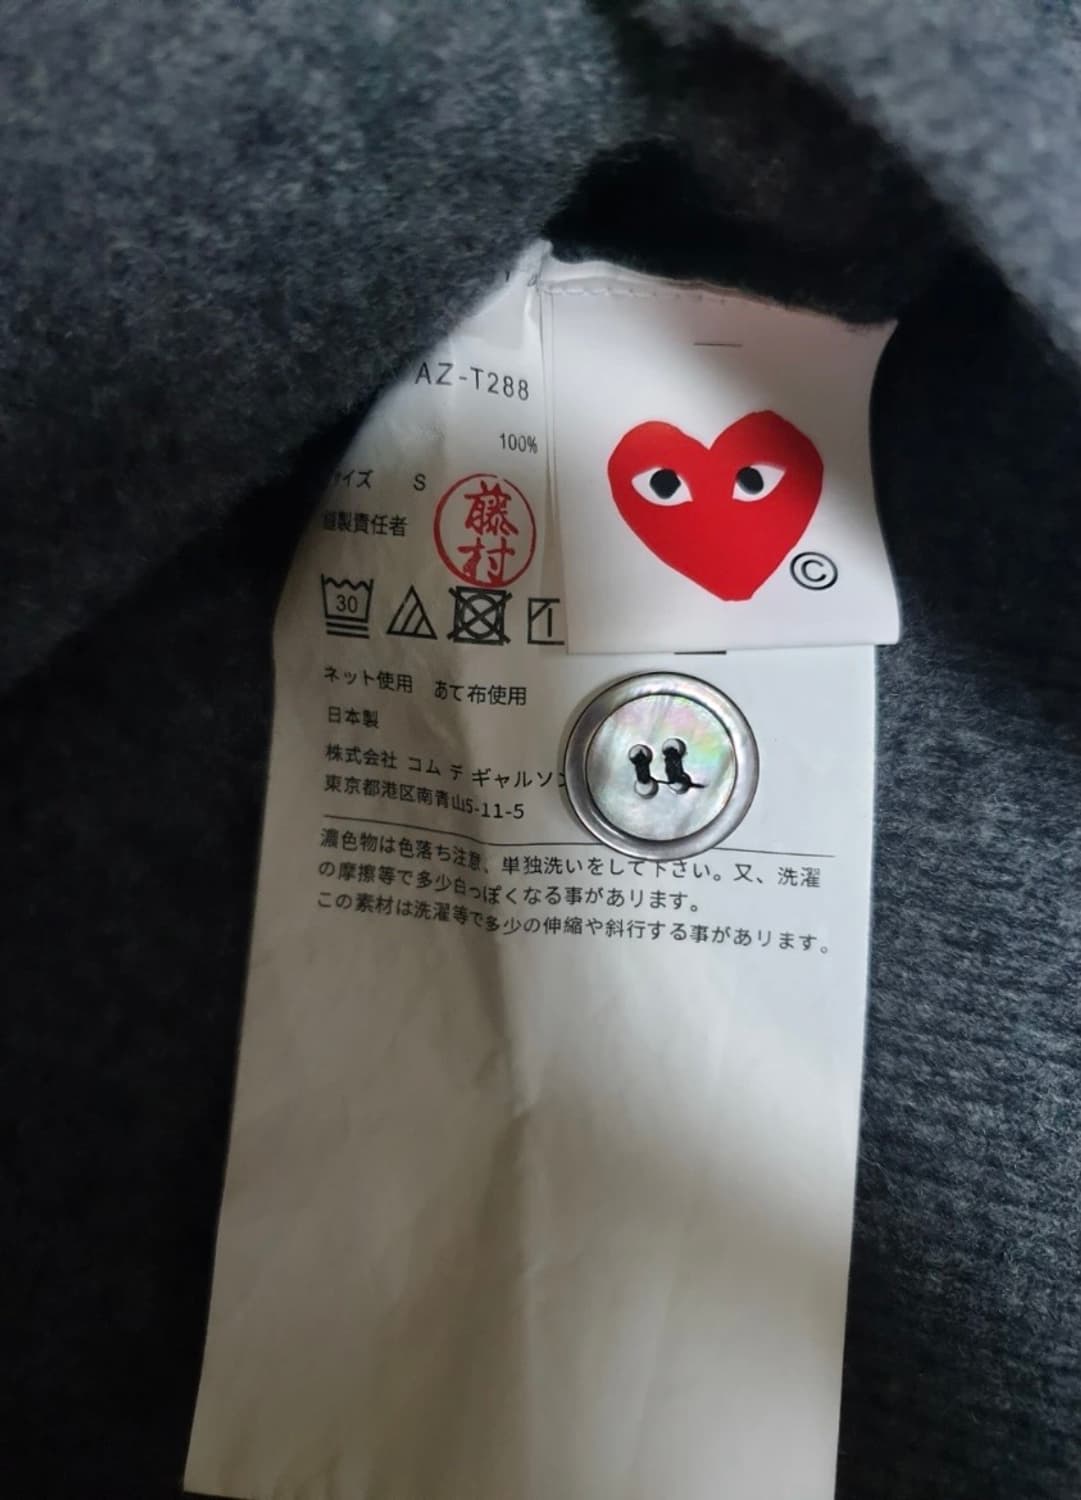 AZ-T288
100%
サイズ S
縫製責任者 藤村
30
ネット使用 あて布使用
日本製
株式会社 コム デ ギャルソン
東京都港区南青山5-11-5
濃色物は色落ち注意、単独洗いをして下さい。又、洗濯
の摩擦等で多少白っぽくなる事があります。
この素材は洗濯等で多少の伸縮や斜行する事があります。
©